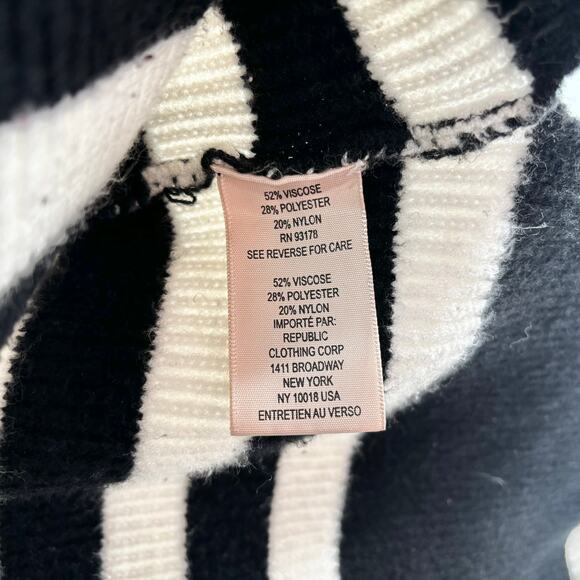 52% VISCOSE
28% POLYESTER
20% NYLON
RN 93178
SEE REVERSE FOR CARE
52% VISCOSE
28% POLYESTER
20% NYLON
IMPORTÉ PAR:
REPUBLIC
CLOTHING CORP
1411 BROADWAY
NEW YORK
NY 10018 USA
ENTRETIEN AU VERSO